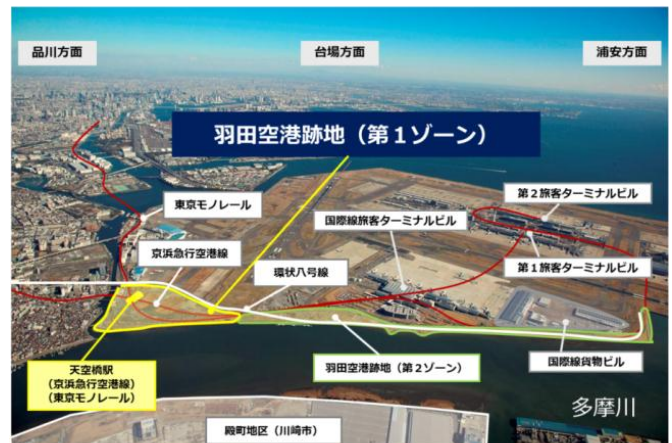 品川方面
台場方面
浦安方面
羽田空港跡地（第１ゾーン）
東京モノレール
国際線旅客ターミナルビル
第２旅客ターミナルビル
京浜急行空港線
環状八号線
第１旅客ターミナルビル
天空橋駅
（京浜急行空港線）
（東京モノレール）
羽田空港跡地（第２ゾーン）
国際線貨物ビル
多摩川
殿町地区（川崎市）